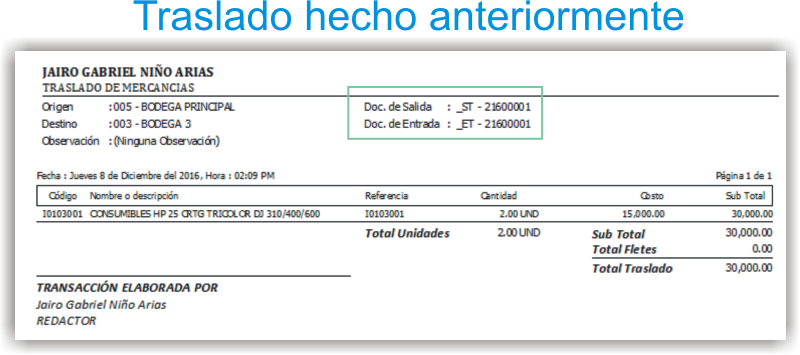 Traslado hecho anteriormente
JAIRO GABRIEL NIÑO ARIAS
TRASLADO DE MERCANCIAS
Origen : 005 - BODEGA PRINCIPAL Doc. de Salida : _ST - 21600001
Destino : 003 - BODEGA 3 Doc. de Entrada : _ET - 21600001
Observación : (Ninguna Observación)
Fecha : Jueves 8 de Diciembre del 2016, Hora : 02:09 PM Página 1 de 1
Código Nombre o descripción Referencia Cantidad Costo Sub Total
I0103001 CONSUMIBLES HP 25 CRTG TRICOLOR DJ 310/400/600 I0103001 2.00 UND 15,000.00 30,000.00
Total Unidades 2.00 UND Sub Total 30,000.00
Total Fletes 0.00
Total Traslado 30,000.00
TRANSACCIÓN ELABORADA POR
Jairo Gabriel Niño Arias
REDACTOR